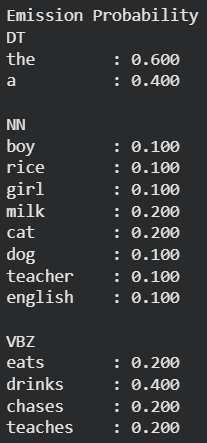 Emission Probability
DT
the : 0.600
a : 0.400
NN
boy : 0.100
rice : 0.100
girl : 0.100
milk : 0.200
cat : 0.200
dog : 0.100
teacher : 0.100
english : 0.100
VBZ
eats : 0.200
drinks : 0.400
chases : 0.200
teaches : 0.200